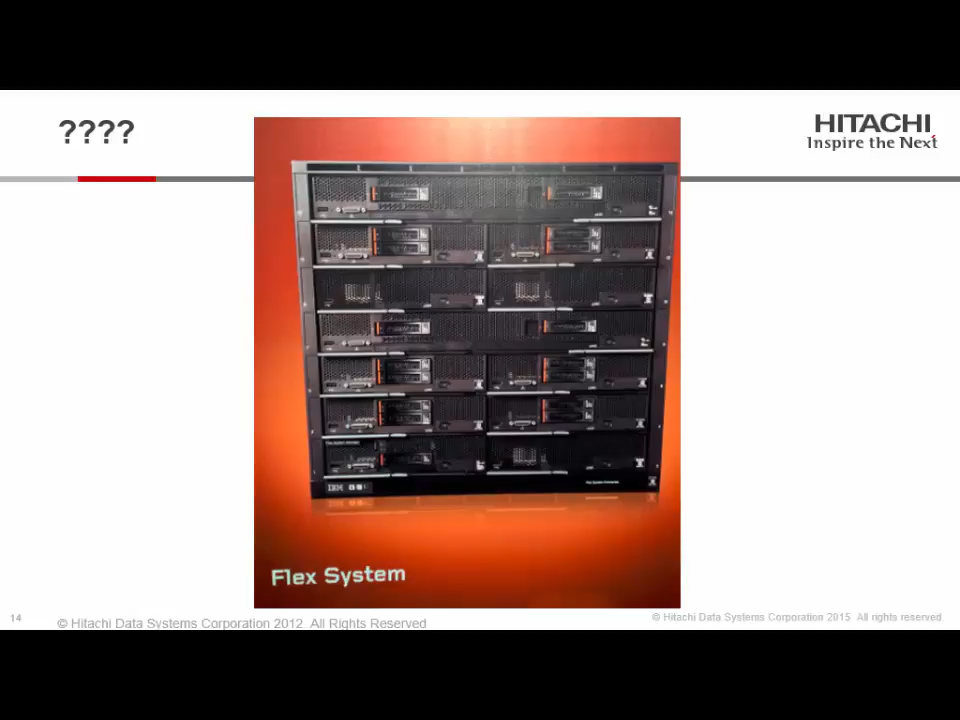 ????
HITACHI
Inspire the Next
IBM
Flex System
14
© Hitachi Data Systems Corporation 2012. All Rights Reserved
© Hitachi Data Systems Corporation 2015. All rights reserved.